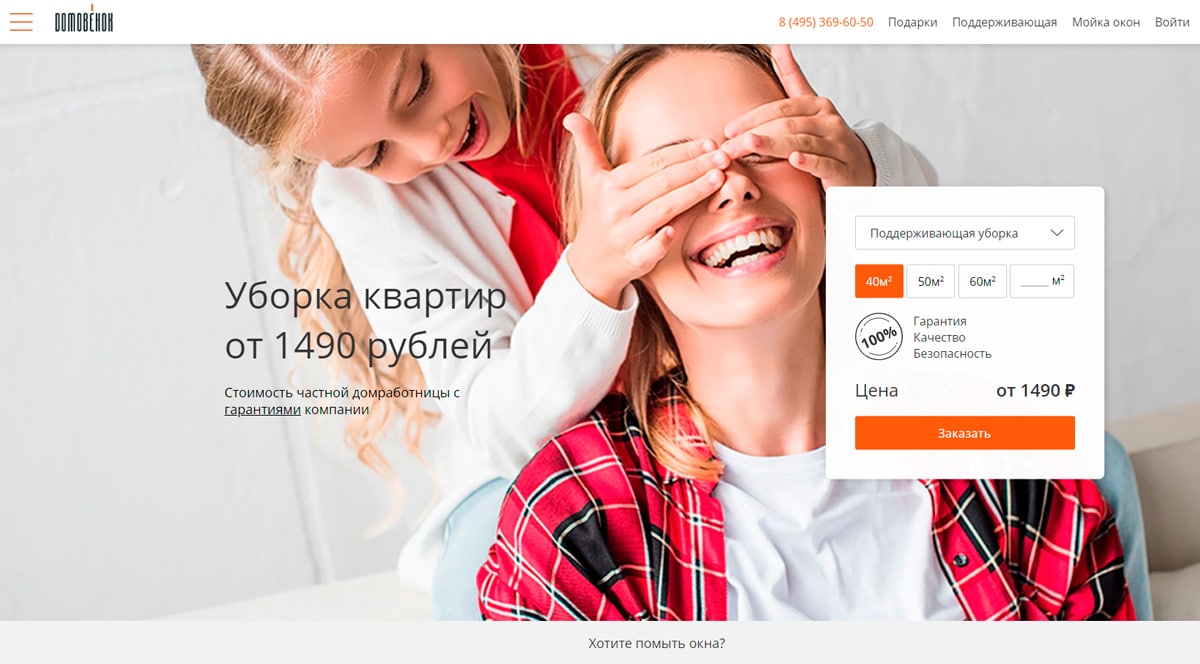 DOMOBЁHOK
8 (495) 369-60-50
Подарки
Поддерживающая
Мойка окон
Войти
Уборка квартир
от 1490 рублей
Стоимость частной домработницы с
гарантиями компании
Поддерживающая уборка
40м²
50м²
60м²
____ м²
100%
Гарантия
Качество
Безопасность
Цена
от 1490 ₽
Заказать
Хотите помыть окна?